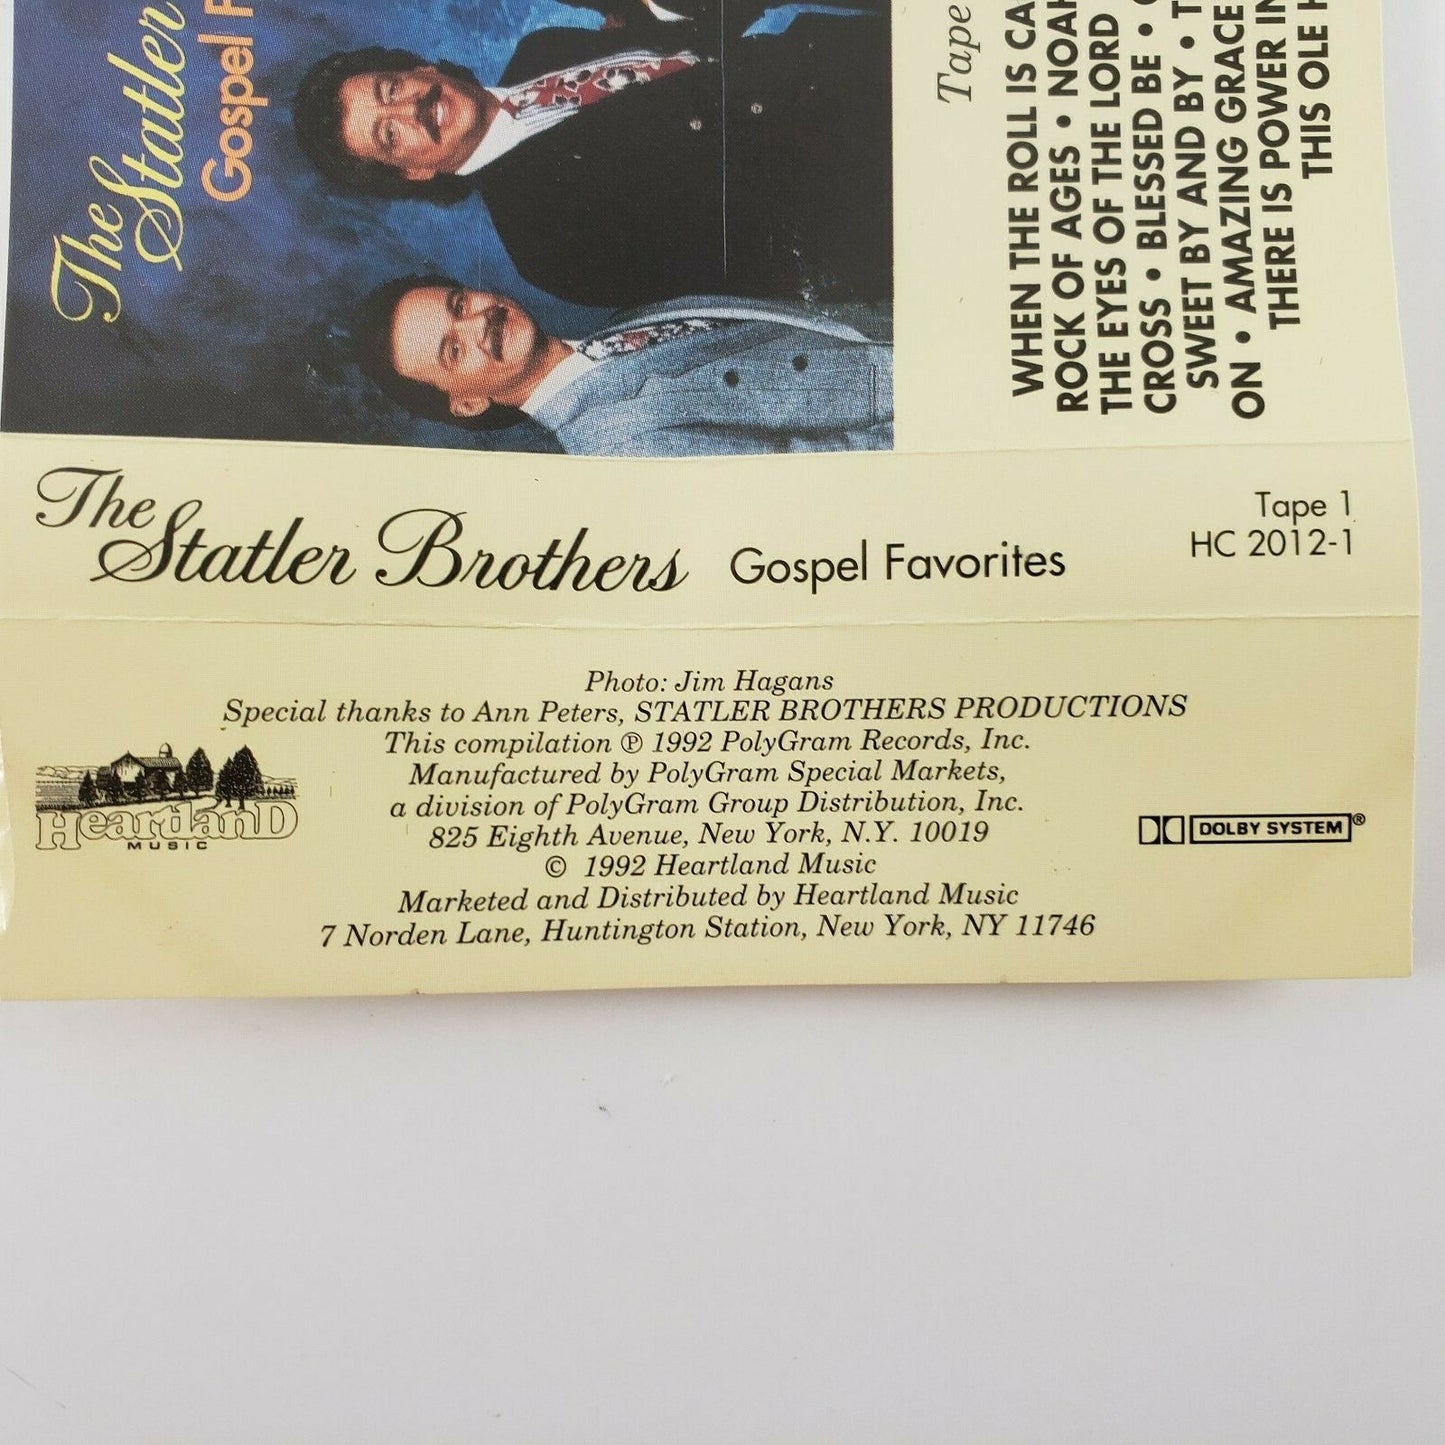 The
Statler
Gospel
Tape
WHEN THE ROLL IS
ROCK OF AGES •
THE EYES OF THE LORD
CROSS • BLESSED BE •
SWEET BY AND BY •
ON • AMAZING GRACE
THERE IS POWER IN
THIS OLE
The
Statler Brothers Gospel Favorites
Tape 1
HC 2012-1
Photo: Jim Hagans
Special thanks to Ann Peters, STATLER BROTHERS PRODUCTIONS
This compilation ℗ 1992 PolyGram Records, Inc.
Manufactured by PolyGram Special Markets,
a division of PolyGram Group Distribution, Inc.
825 Eighth Avenue, New York, N.Y. 10019
© 1992 Heartland Music
Marketed and Distributed by Heartland Music
7 Norden Lane, Huntington Station, New York, NY 11746
HeartlanD
MUSIC
DOLBY SYSTEM®